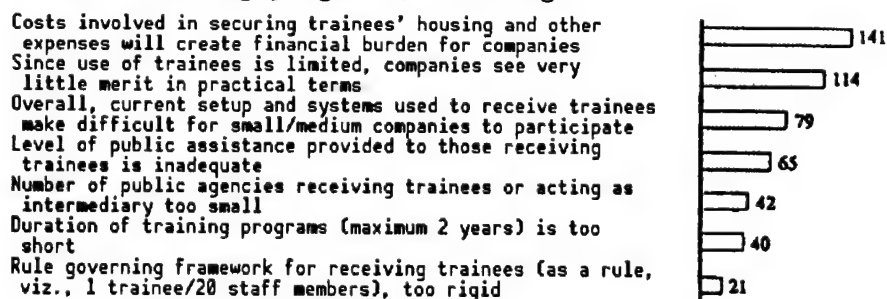 Costs involved in securing trainees' housing and other
expenses will create financial burden for companies 141
Since use of trainees is limited, companies see very
little merit in practical terms 114
Overall, current setup and systems used to receive trainees
make difficult for small/medium companies to participate 79
Level of public assistance provided to those receiving
trainees is inadequate 65
Number of public agencies receiving trainees or acting as
intermediary too small 42
Duration of training programs (maximum 2 years) is too
short 40
Rule governing framework for receiving trainees (as a rule,
viz., 1 trainee/20 staff members), too rigid 21